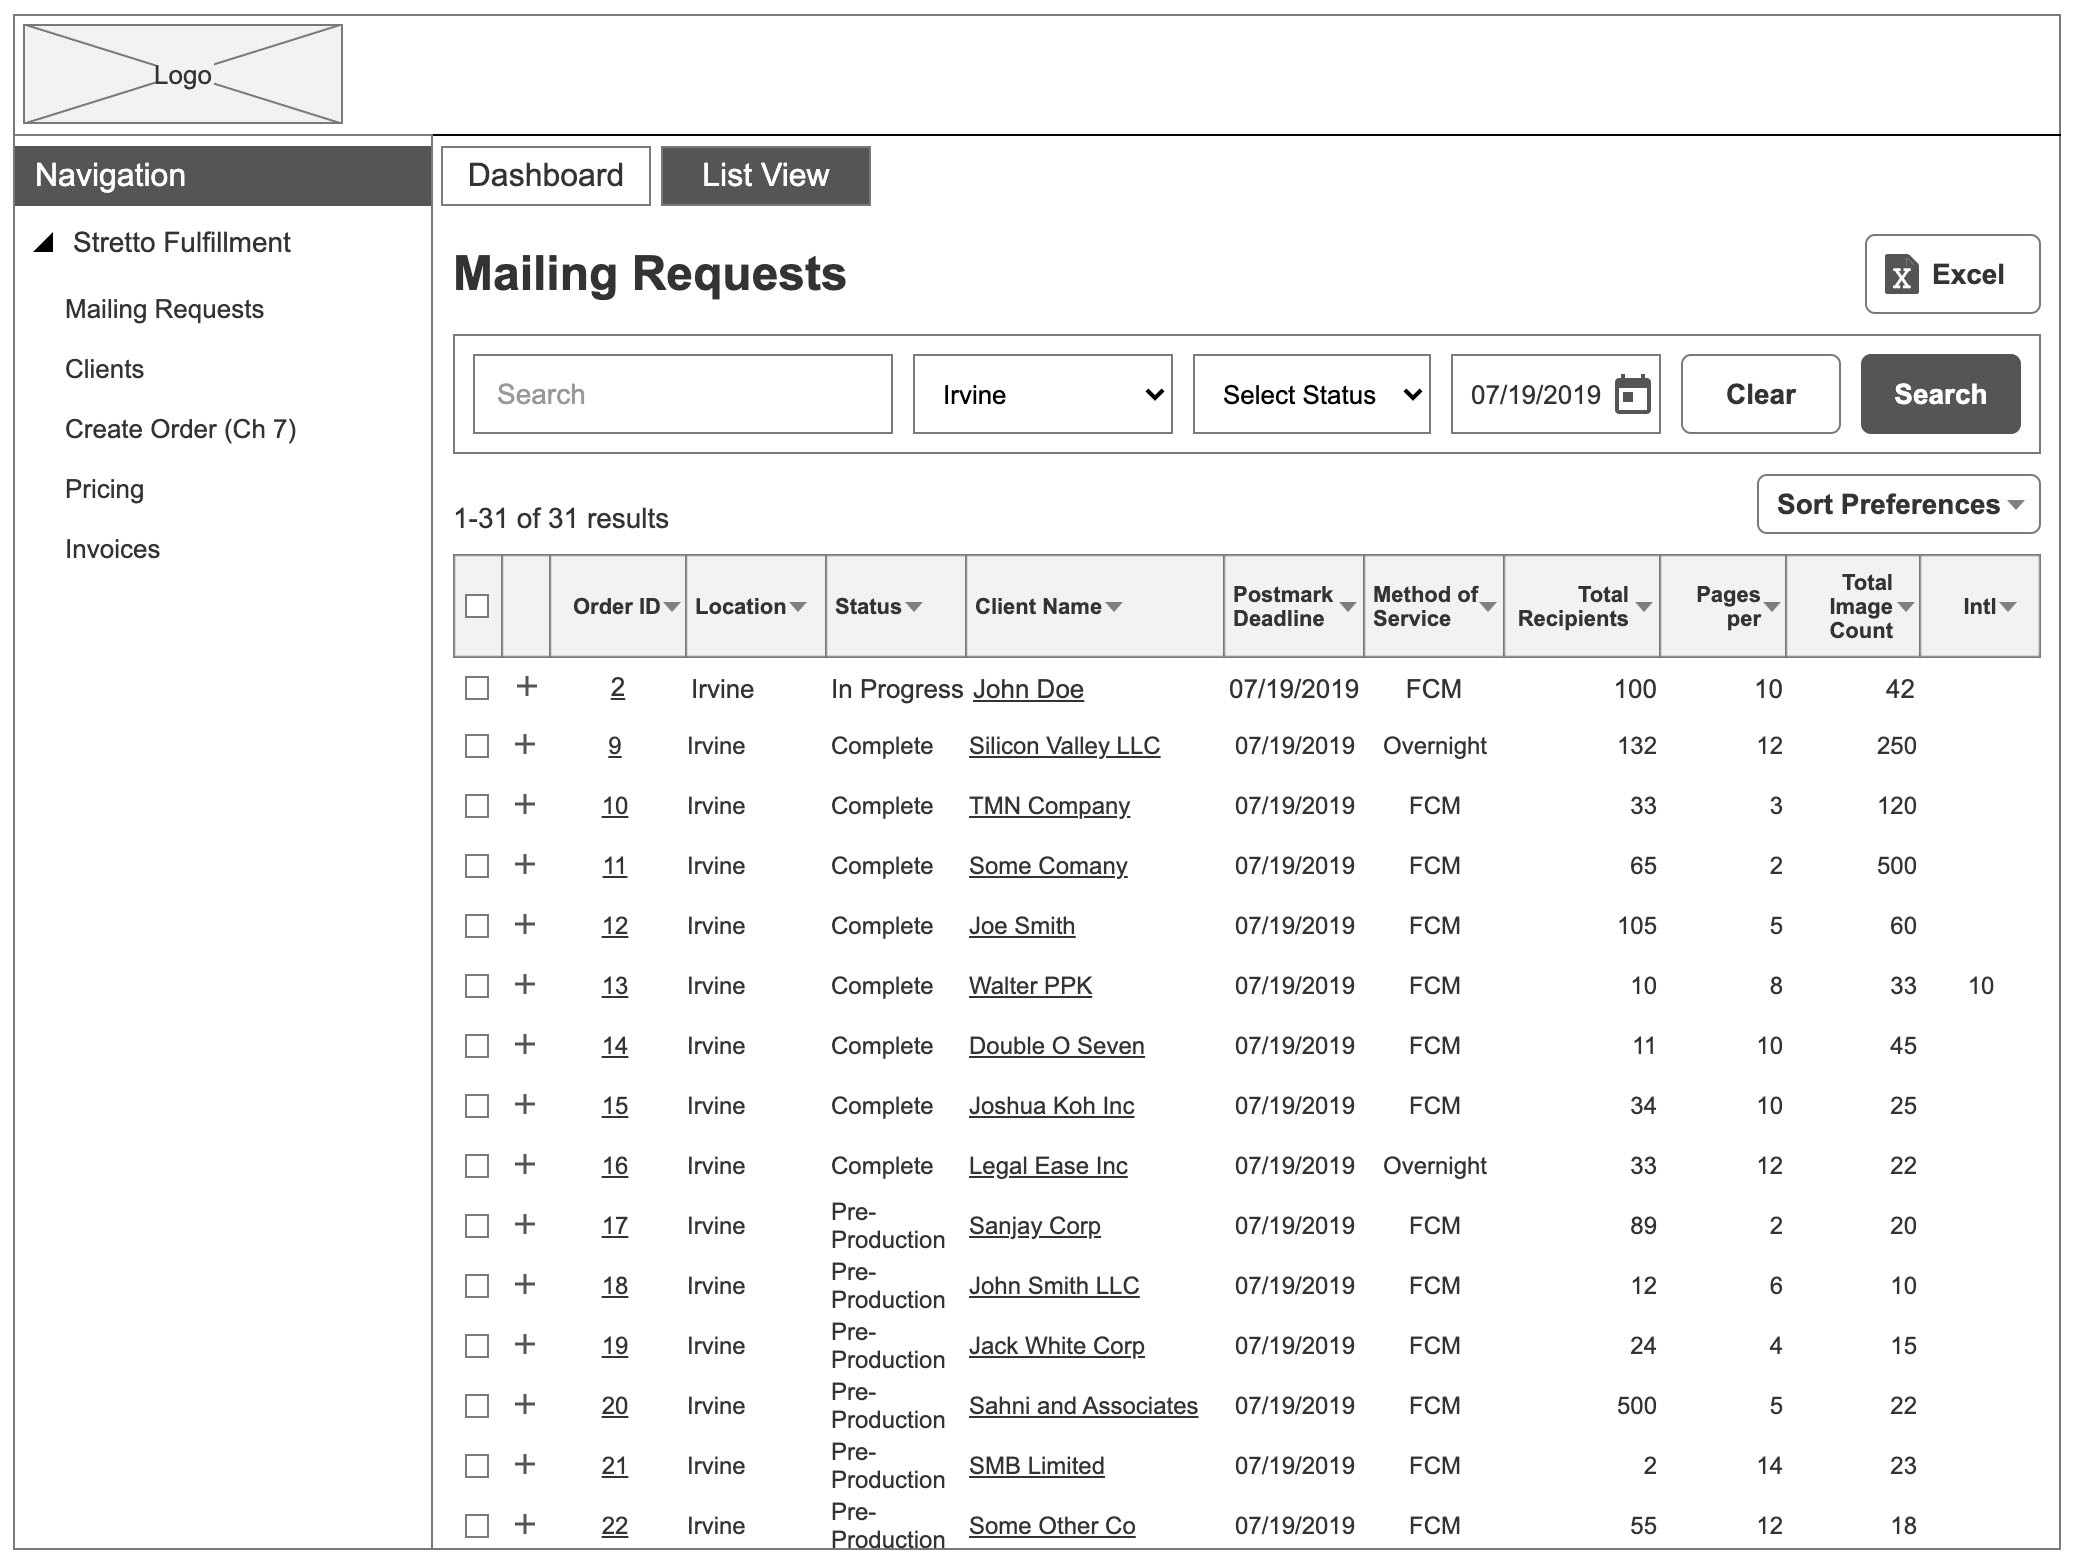 Logo
Navigation
Stretto Fulfillment
Mailing Requests
Clients
Create Order (Ch 7)
Pricing
Invoices
Dashboard List View
Mailing Requests
Excel
Search Irvine Select Status 07/19/2019 Clear Search
1-31 of 31 results
Sort Preferences
Order ID Location Status Client Name Postmark Deadline Method of Service Total Recipients Pages per Total Image Count Intl
2 Irvine In Progress John Doe 07/19/2019 FCM 100 10 42
9 Irvine Complete Silicon Valley LLC 07/19/2019 Overnight 132 12 250
10 Irvine Complete TMN Company 07/19/2019 FCM 33 3 120
11 Irvine Complete Some Comany 07/19/2019 FCM 65 2 500
12 Irvine Complete Joe Smith 07/19/2019 FCM 105 5 60
13 Irvine Complete Walter PPK 07/19/2019 FCM 10 8 33 10
14 Irvine Complete Double O Seven 07/19/2019 FCM 11 10 45
15 Irvine Complete Joshua Koh Inc 07/19/2019 FCM 34 10 25
16 Irvine Complete Legal Ease Inc 07/19/2019 Overnight 33 12 22
17 Irvine Pre-Production Sanjay Corp 07/19/2019 FCM 89 2 20
18 Irvine Pre-Production John Smith LLC 07/19/2019 FCM 12 6 10
19 Irvine Pre-Production Jack White Corp 07/19/2019 FCM 24 4 15
20 Irvine Pre-Production Sahni and Associates 07/19/2019 FCM 500 5 22
21 Irvine Pre-Production SMB Limited 07/19/2019 FCM 2 14 23
22 Irvine Pre-Production Some Other Co 07/19/2019 FCM 55 12 18